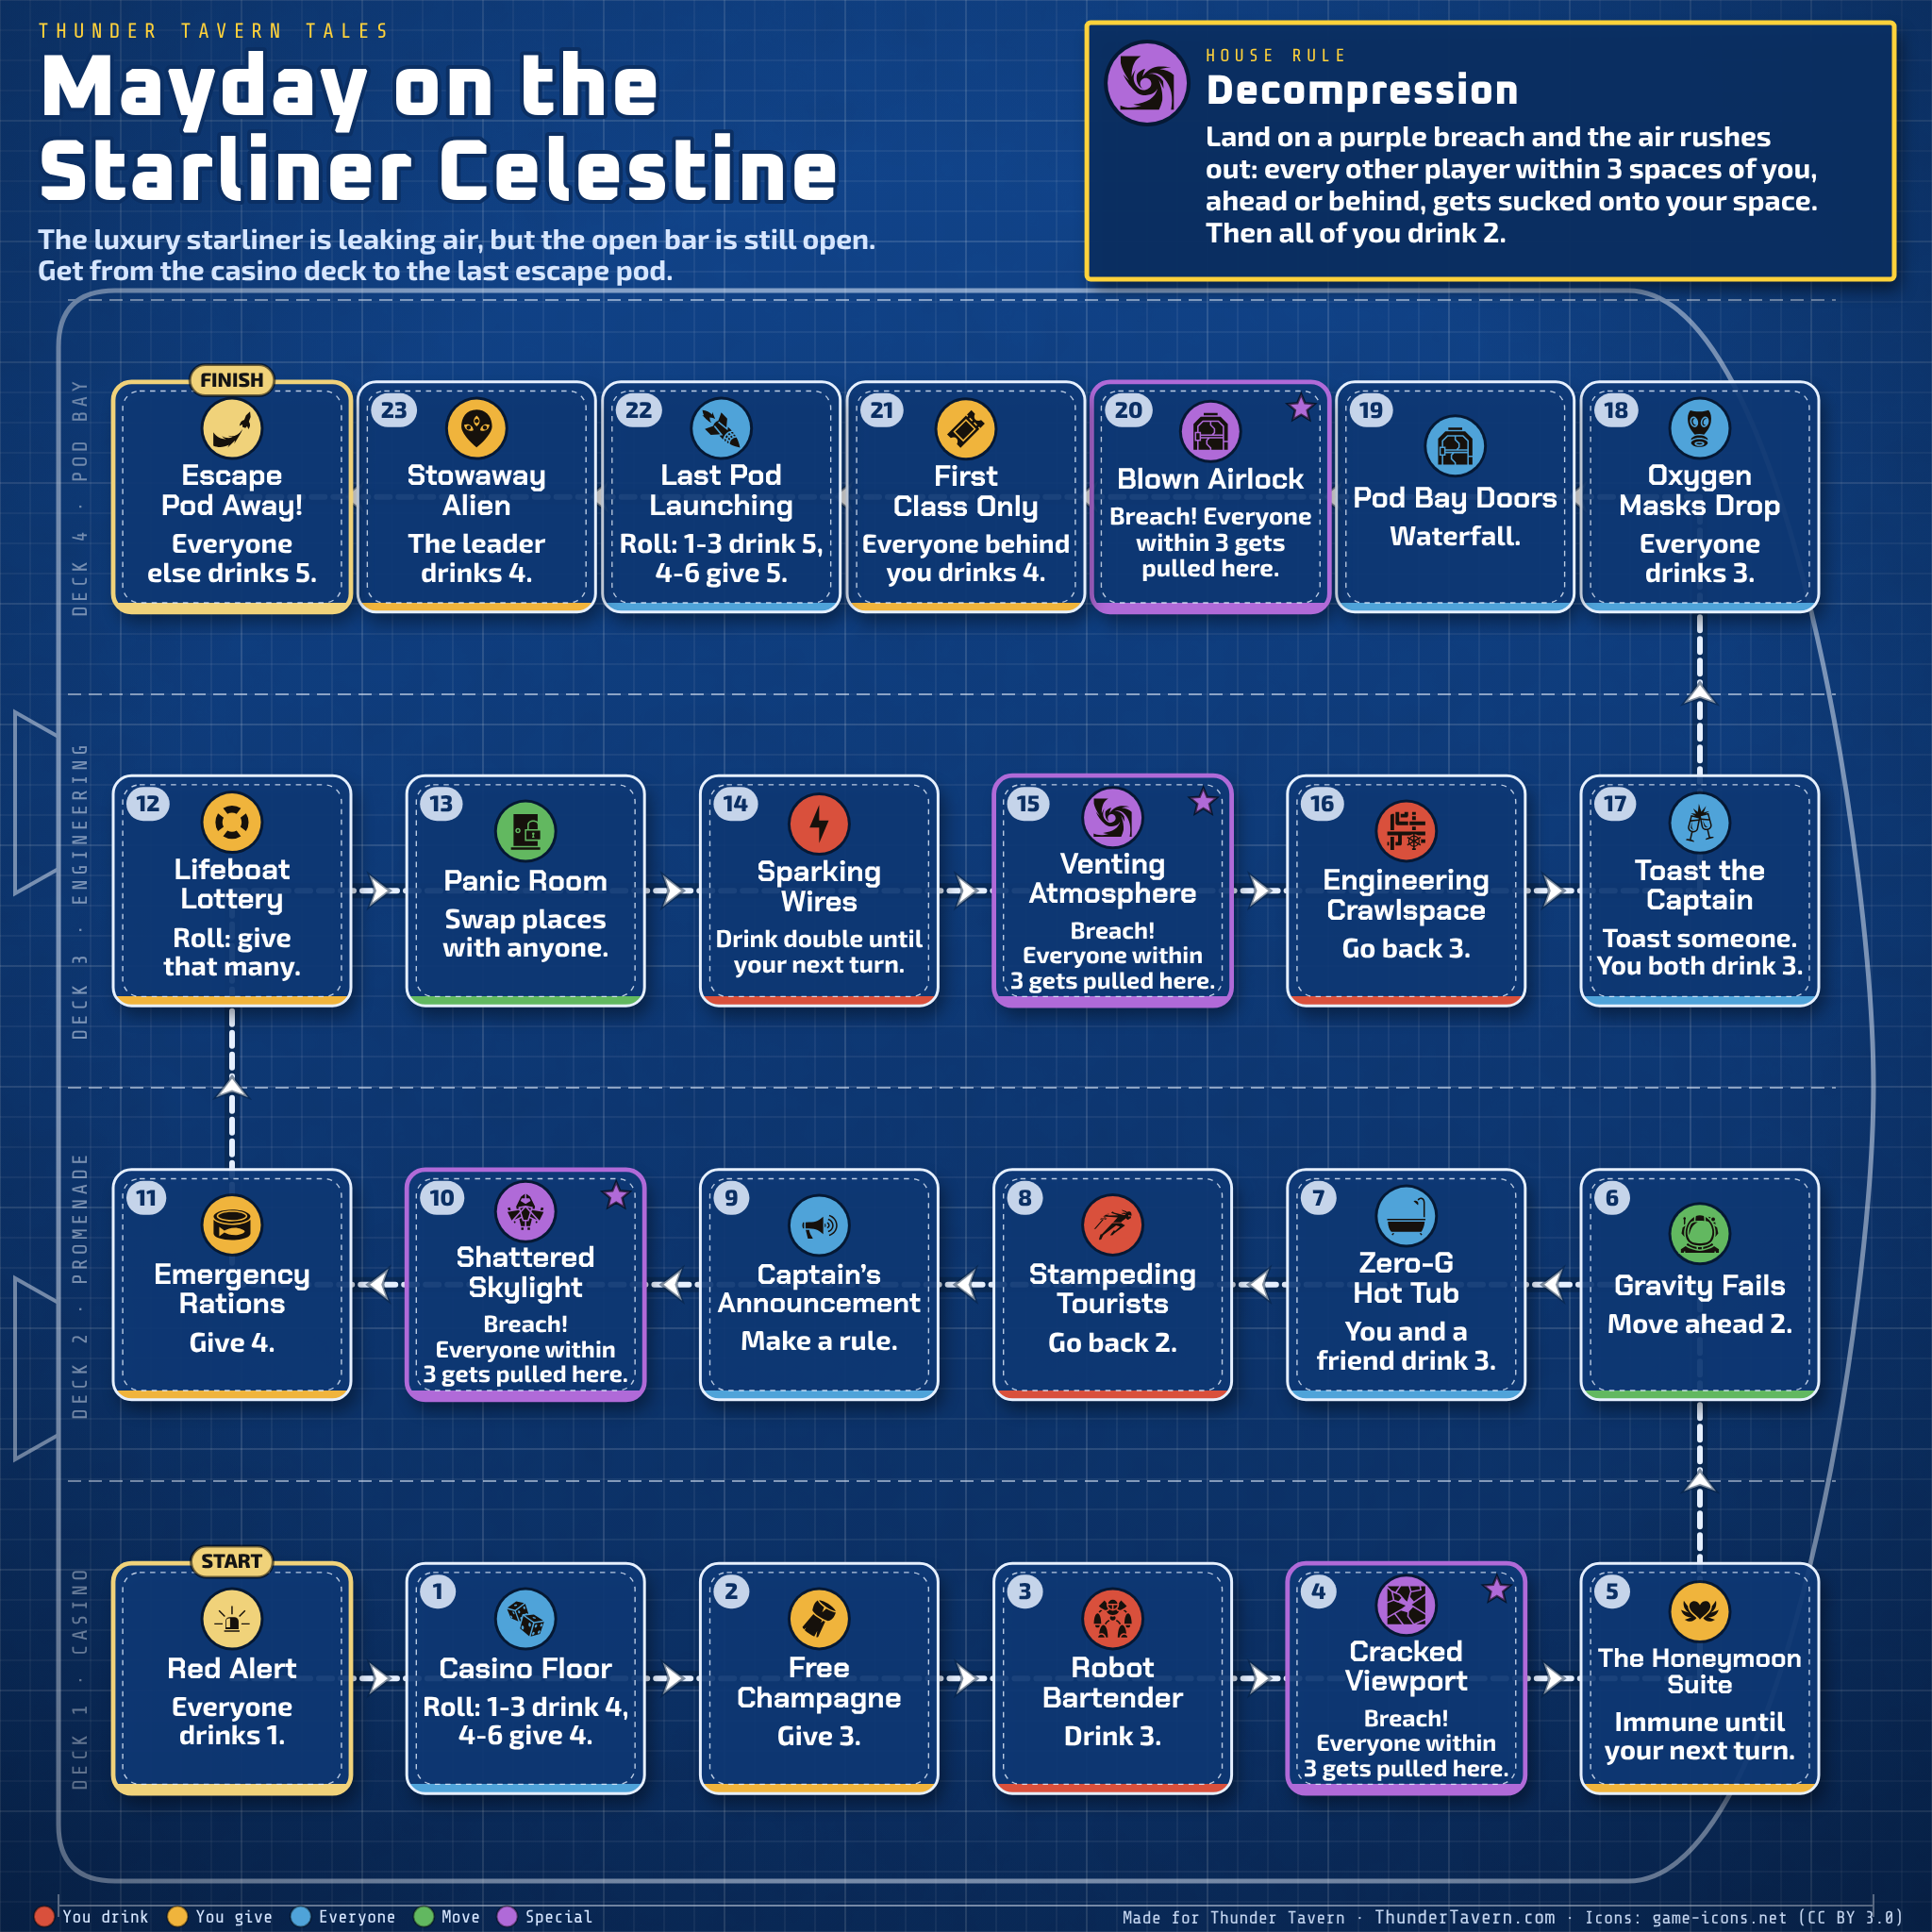 THUNDER TAVERN TALES
Mayday on the
Starliner Celestine
The luxury starliner is leaking air, but the open bar is still open.
Get from the casino deck to the last escape pod.
HOUSE RULE
Decompression
Land on a purple breach and the air rushes
out: every other player within 3 spaces of you,
ahead or behind, gets sucked onto your space.
Then all of you drink 2.
DECK 4 · POD BAY
FINISH
Escape
Pod Away!
Everyone
else drinks 5.
23
Stowaway
Alien
The leader
drinks 4.
22
Last Pod
Launching
Roll: 1-3 drink 5,
4-6 give 5.
21
First
Class Only
Everyone behind
you drinks 4.
20
Blown Airlock
Breach! Everyone
within 3 gets
pulled here.
19
Pod Bay Doors
Waterfall.
18
Oxygen
Masks Drop
Everyone
drinks 3.
DECK 3 · ENGINEERING
12
Lifeboat
Lottery
Roll: give
that many.
13
Panic Room
Swap places
with anyone.
14
Sparking
Wires
Drink double until
your next turn.
15
Venting
Atmosphere
Breach!
Everyone within
3 gets pulled here.
16
Engineering
Crawlspace
Go back 3.
17
Toast the
Captain
Toast someone.
You both drink 3.
DECK 2 · PROMENADE
11
Emergency
Rations
Give 4.
10
Shattered
Skylight
Breach!
Everyone within
3 gets pulled here.
9
Captain's
Announcement
Make a rule.
8
Stampeding
Tourists
Go back 2.
7
Zero-G
Hot Tub
You and a
friend drink 3.
6
Gravity Fails
Move ahead 2.
DECK 1 · CASINO
START
Red Alert
Everyone
drinks 1.
1
Casino Floor
Roll: 1-3 drink 4,
4-6 give 4.
2
Free
Champagne
Give 3.
3
Robot
Bartender
Drink 3.
4
Cracked
Viewport
Breach!
Everyone within
3 gets pulled here.
5
The Honeymoon
Suite
Immune until
your next turn.
You drink
You give
Everyone
Move
Special
Made for Thunder Tavern · ThunderTavern.com · Icons: game-icons.net (CC BY 3.0)